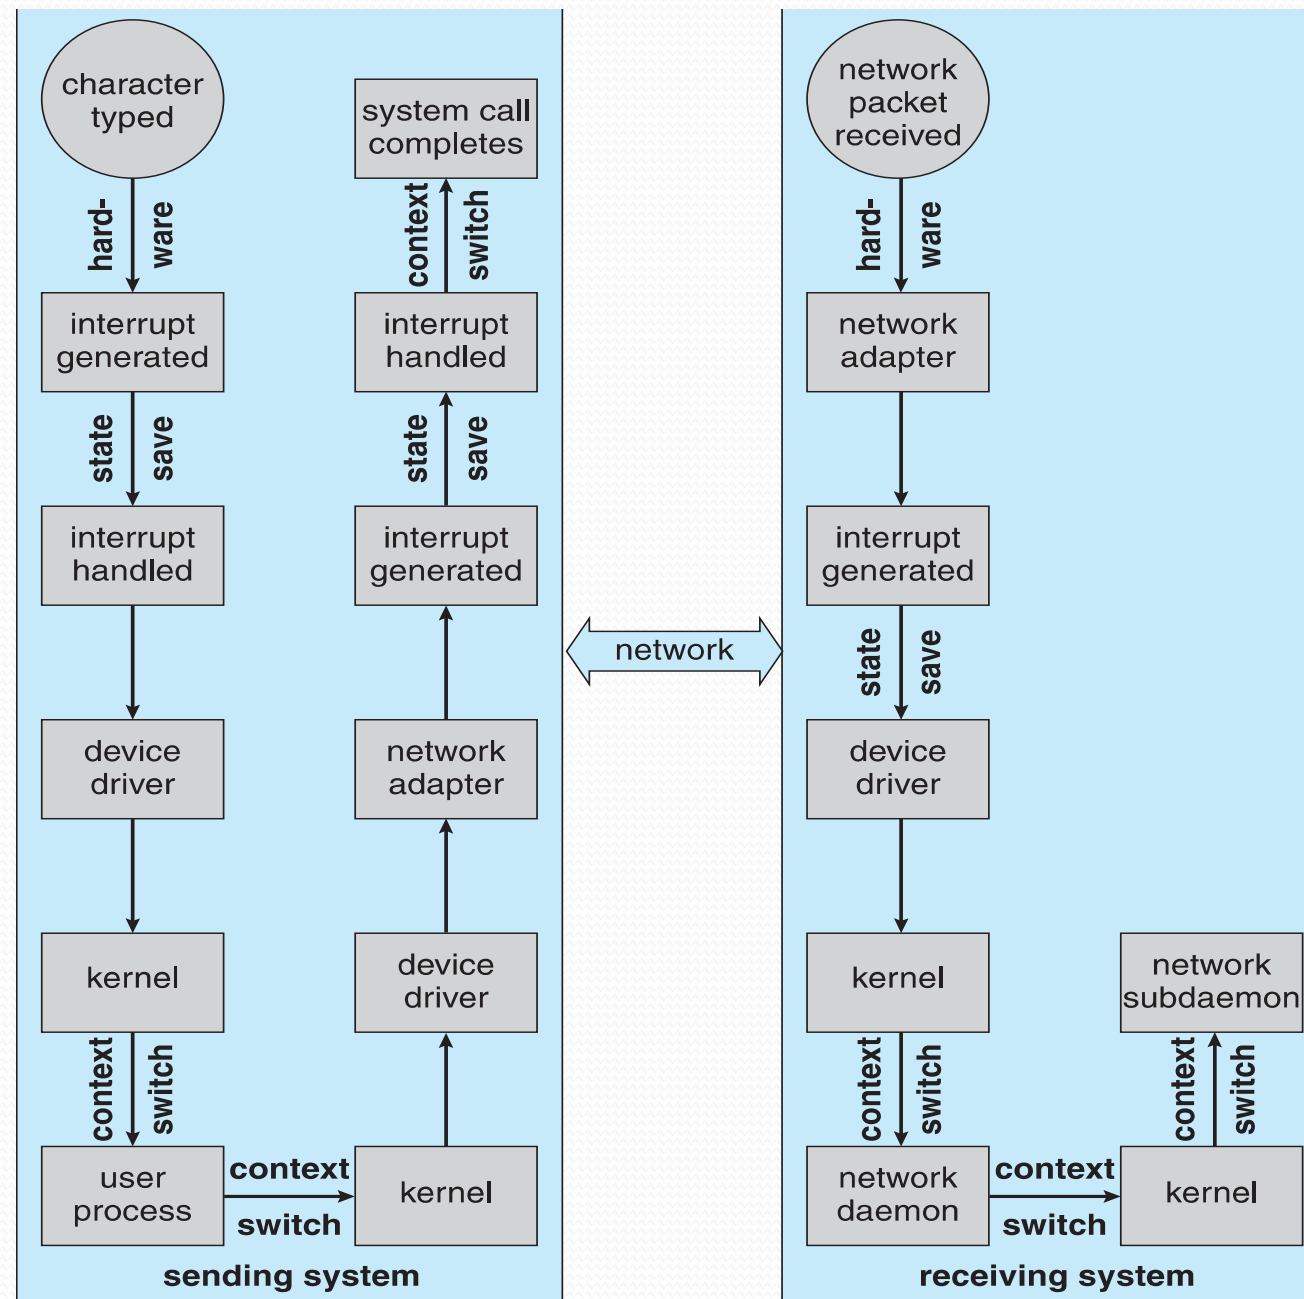 character
typed
hard-
ware
interrupt
generated
state
save
interrupt
handled
device
driver
kernel
context
switch
user
process
context
switch
kernel
device
driver
network
adapter
interrupt
generated
state
save
interrupt
handled
context
switch
system call
completes
sending system
network
network
packet
received
hard-
ware
network
adapter
interrupt
generated
state
save
device
driver
kernel
context
switch
network
daemon
context
switch
kernel
context
switch
network
subdaemon
receiving system